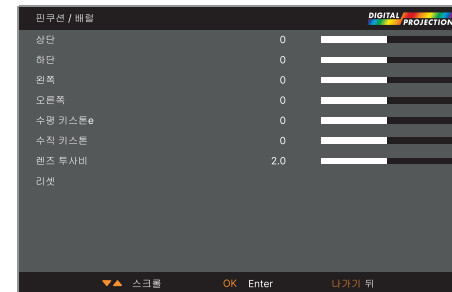 핀쿠션 / 배럴 DIGITAL PROJECTION
상단 0
하단 0
왼쪽 0
오른쪽 0
수평 키스톤e 0
수직 키스톤 0
렌즈 투사비 2.0
리셋
▼▲ 스크롤 OK Enter 나가기 뒤